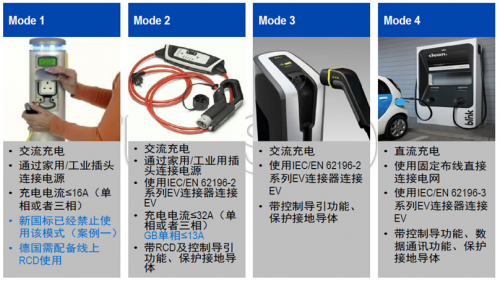 Mode 1
交流充电
通过家用/工业插头
连接电源
充电电流≤16A（单
相或者三相）
新国标已经禁止使
用该模式（案例一）
德国需配备线上
RCD使用
Mode 2
交流充电
通过家用/工业用插
头连接电源
使用IEC/EN 62196-2
系列EV连接器连接
EV
充电电流≤32A（单
相或者三相）
GB单相≤13A
带RCD及控制导引
功能、保护接地导
体
Mode 3
交流充电
使用IEC/EN 62196-2
系列EV连接器连接
EV
带控制导引功能、
保护接地导体
Mode 4
blink
直流充电
使用固定布线直接
连接电网
使用IEC/EN 62196-3
系列EV连接器连接
EV
带控制导引功能、数
据通讯功能、保护
接地导体